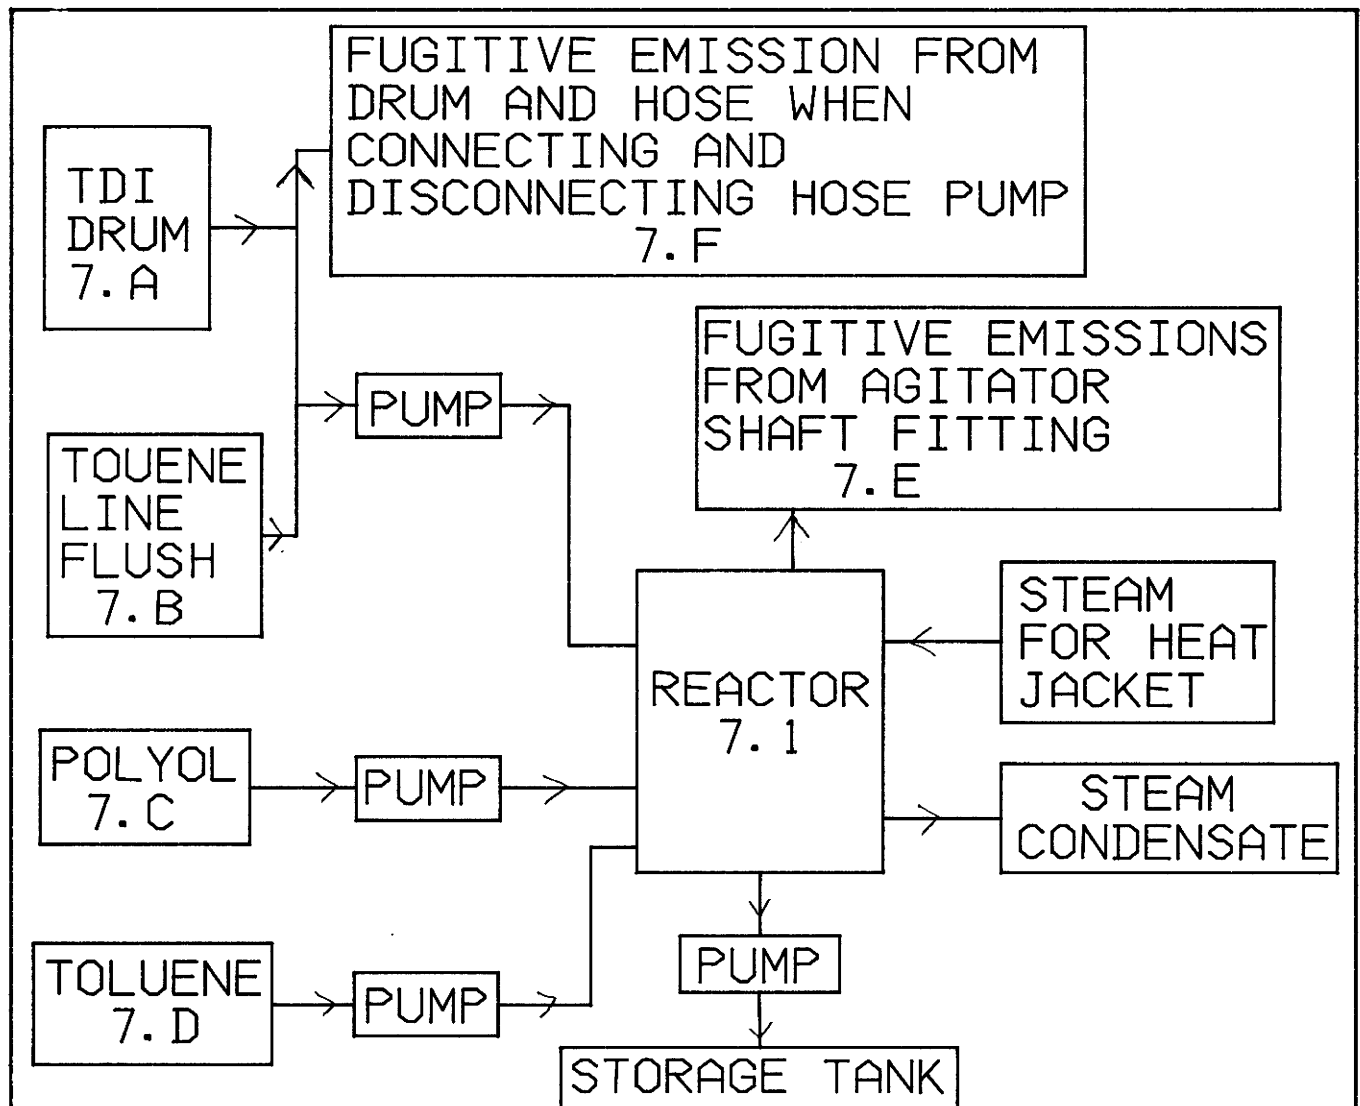 FUGITIVE EMISSION FROM
DRUM AND HOSE WHEN
CONNECTING AND
DISCONNECTING HOSE PUMP
7.F
TDI
DRUM
7.A
FUGITIVE EMISSIONS
FROM AGITATOR
SHAFT FITTING
7.E
PUMP
TOUENE
LINE
FLUSH
7.B
STEAM
FOR HEAT
JACKET
REACTOR
7.1
POLYOL
7.C
PUMP
STEAM
CONDENSATE
TOLUENE
7.D
PUMP
PUMP
STORAGE TANK